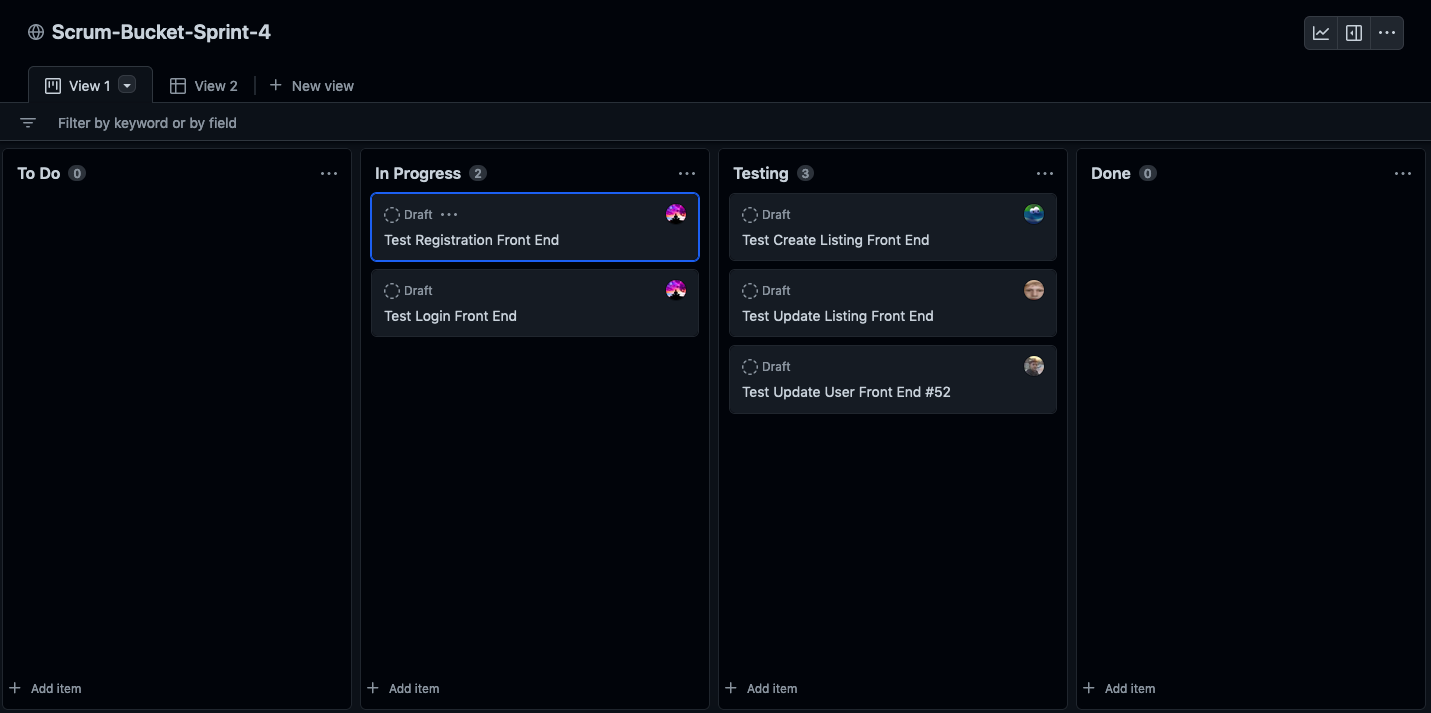 Scrum-Bucket-Sprint-4
View 1
View 2
New view
Filter by keyword or by field
To Do 0
In Progress 2
Draft
Test Registration Front End
Draft
Test Login Front End
Add item
Testing 3
Draft
Test Create Listing Front End
Draft
Test Update Listing Front End
Draft
Test Update User Front End #52
Add item
Done 0
Add item
Add item